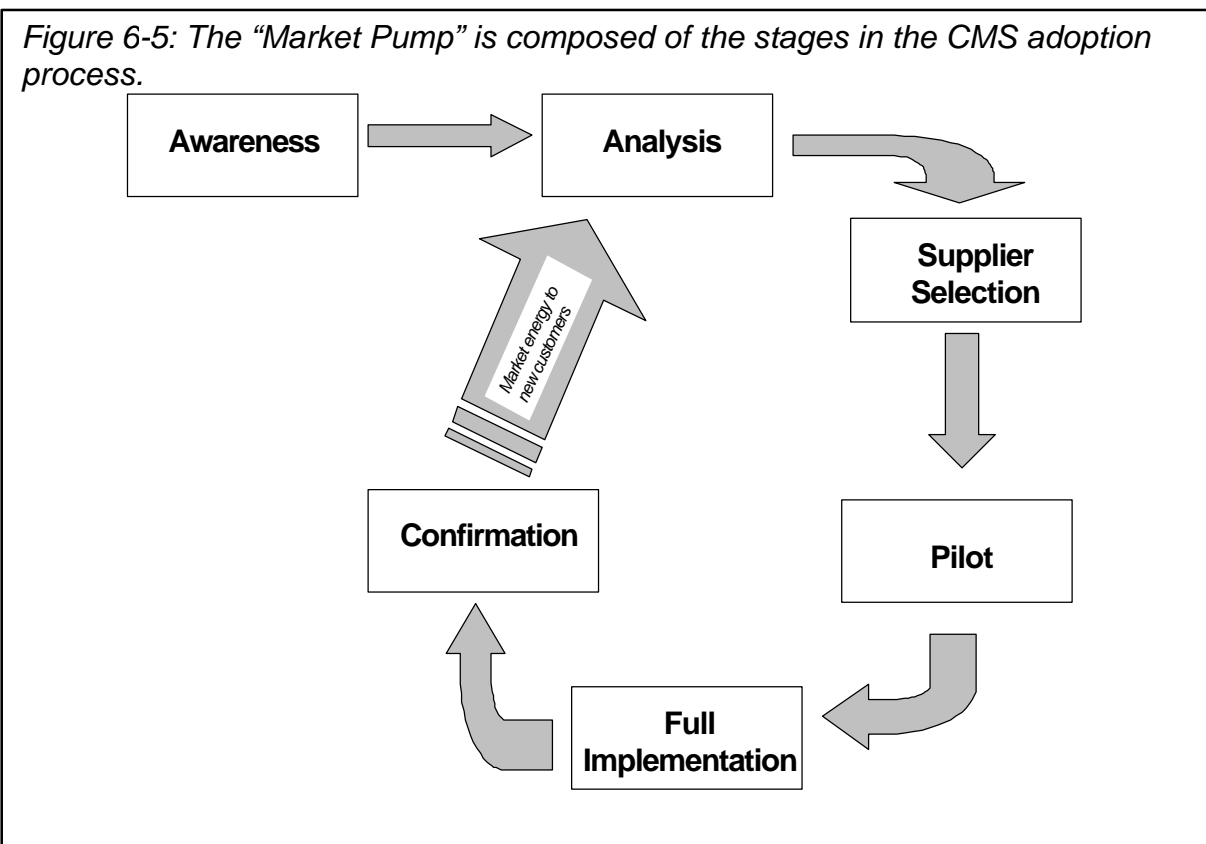 Figure 6-5: The “Market Pump” is composed of the stages in the CMS adoption
process.
Awareness
Analysis
Supplier
Selection
Market energy to
new customers
Confirmation
Pilot
Full
Implementation